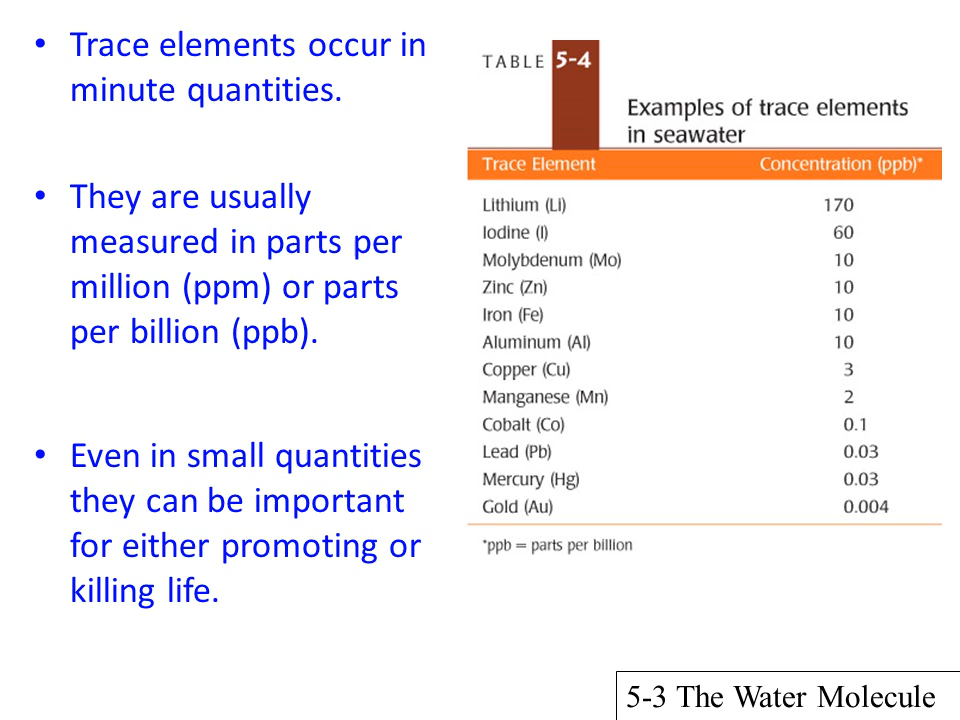 • Trace elements occur in
minute quantities.
• They are usually
measured in parts per
million (ppm) or parts
per billion (ppb).
• Even in small quantities
they can be important
for either promoting or
killing life.
TABLE 5-4
Examples of trace elements
in seawater
Trace Element Concentration (ppb)*
Lithium (Li) 170
Iodine (I) 60
Molybdenum (Mo) 10
Zinc (Zn) 10
Iron (Fe) 10
Aluminum (Al) 10
Copper (Cu) 3
Manganese (Mn) 2
Cobalt (Co) 0.1
Lead (Pb) 0.03
Mercury (Hg) 0.03
Gold (Au) 0.004
*ppb = parts per billion
5-3 The Water Molecule